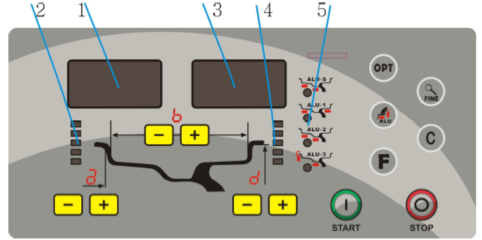 2 1 3 4 5
OPT
ALU-S
FINE
ALU-1
b
ALU
− +
ALU-2
C
ALU-3
a
d
F
− +
− +
START
STOP